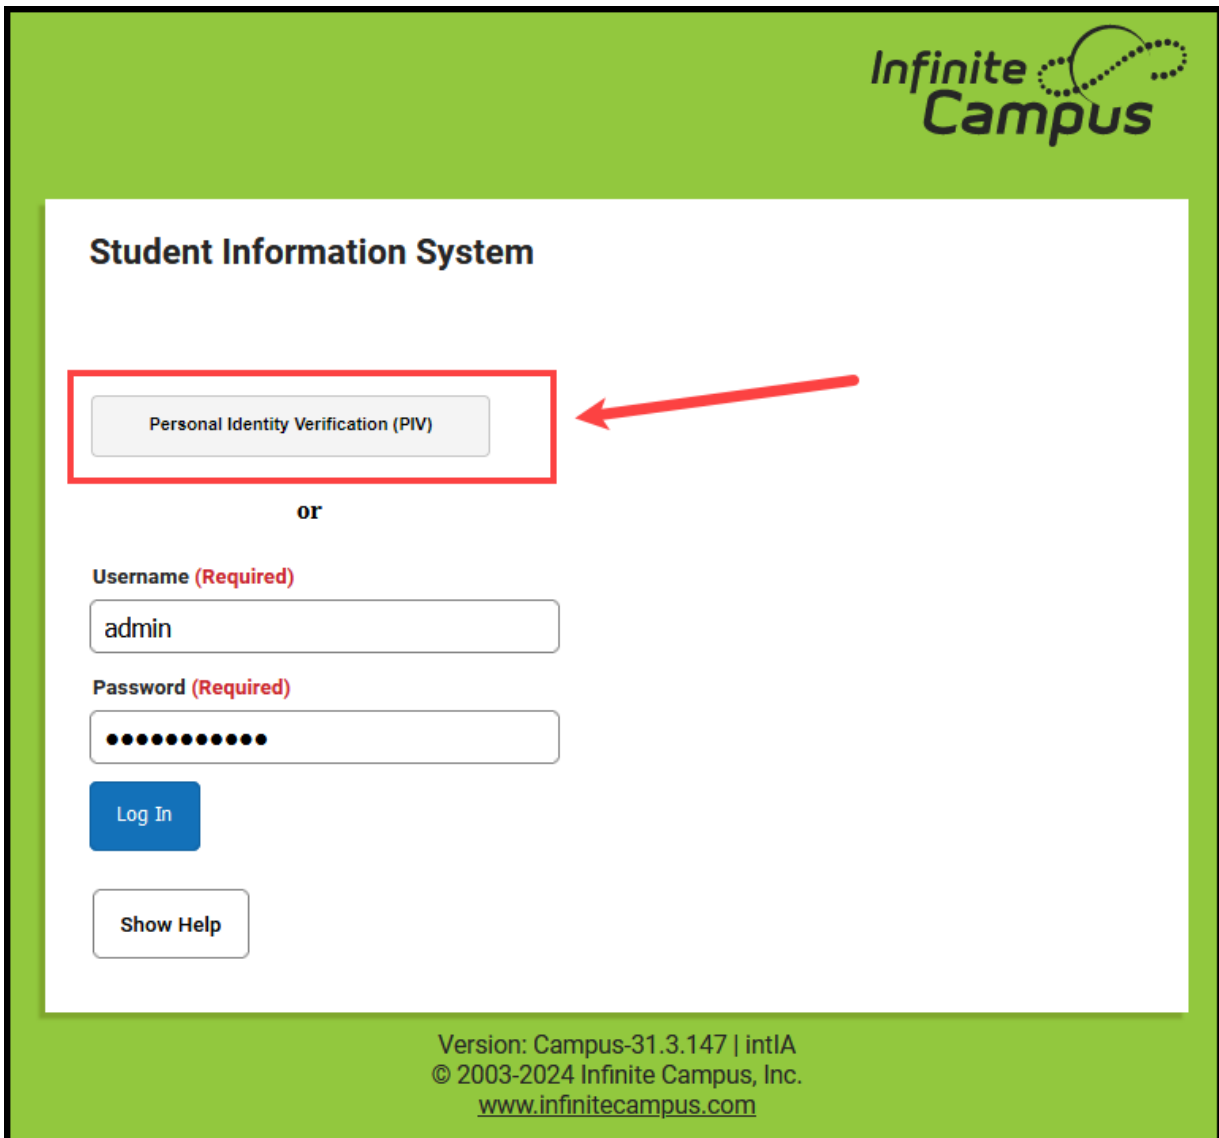 Infinite
Campus
Student Information System
Personal Identity Verification (PIV)
or
Username (Required)
admin
Password (Required)
●●●●●●●●●●●
Log In
Show Help
Version: Campus-31.3.147 | intIA
© 2003-2024 Infinite Campus, Inc.
www.infinitecampus.com